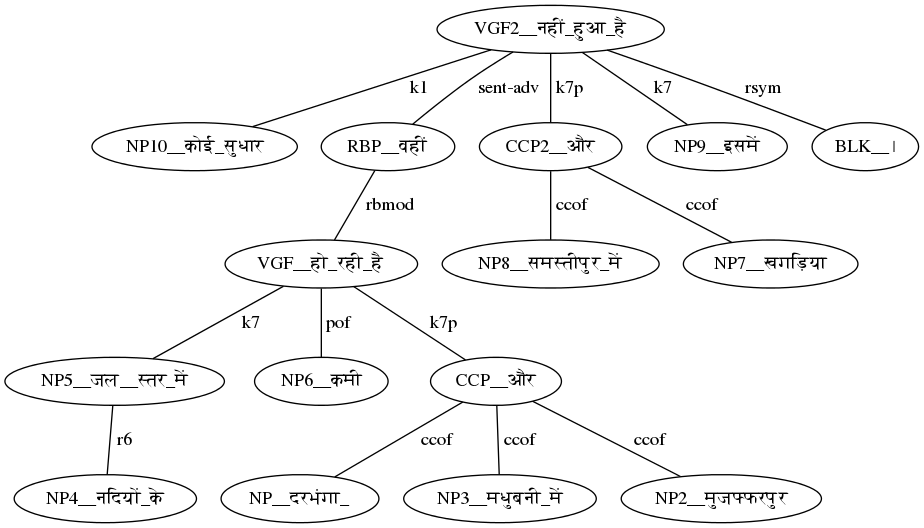 VGF2__नहीं_हुआ_है
k1 sent-adv k7p k7 rsym
NP10__कोई_सुधार RBP__वहीं CCP2__और NP9__इसमें BLK__।
rbmod ccof ccof
VGF__हो_रही_है NP8__समस्तीपुर_में NP7__खगड़िया
k7 pof k7p
NP5__जल__स्तर_में NP6__कमी CCP__और
r6 ccof ccof ccof
NP4__नदियों_के NP__दरभंगा_ NP3__मधुबनी_में NP2__मुजफ्फरपुर